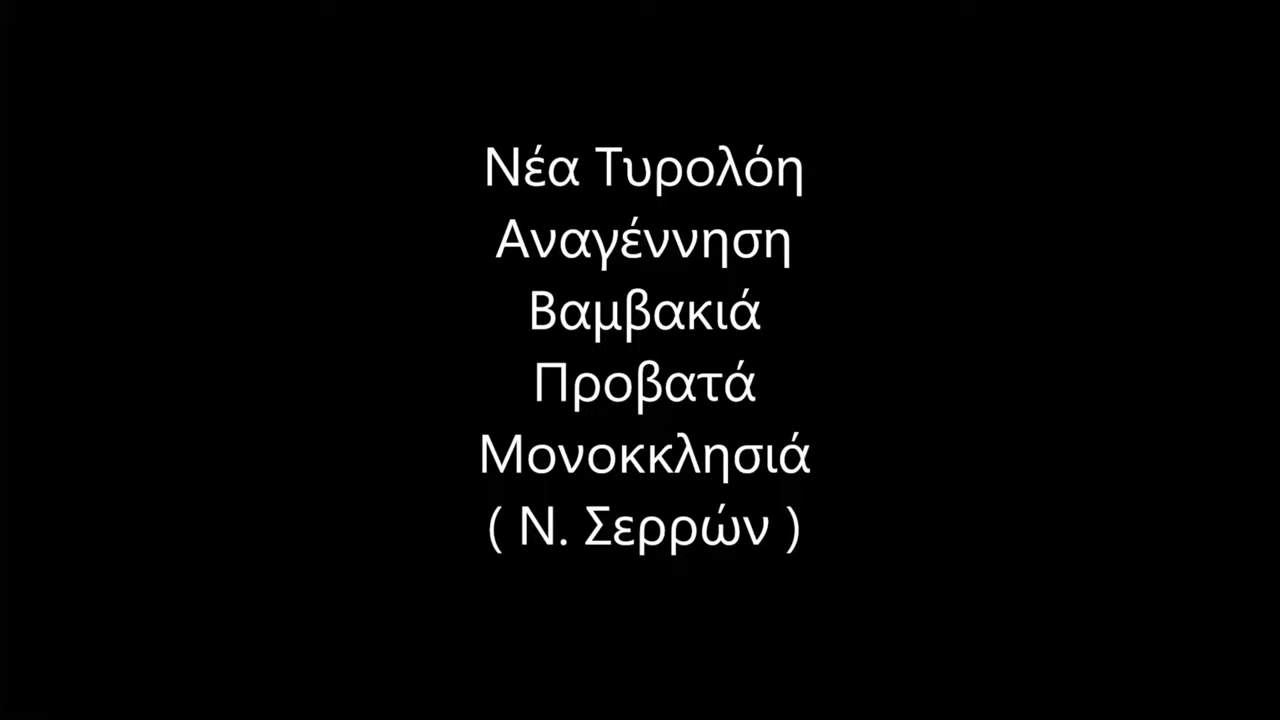 Νέα Τυρολόη
Αναγέννηση
Βαμβακιά
Προβατά
Μονοκκλησιά
( Ν. Σερρών )